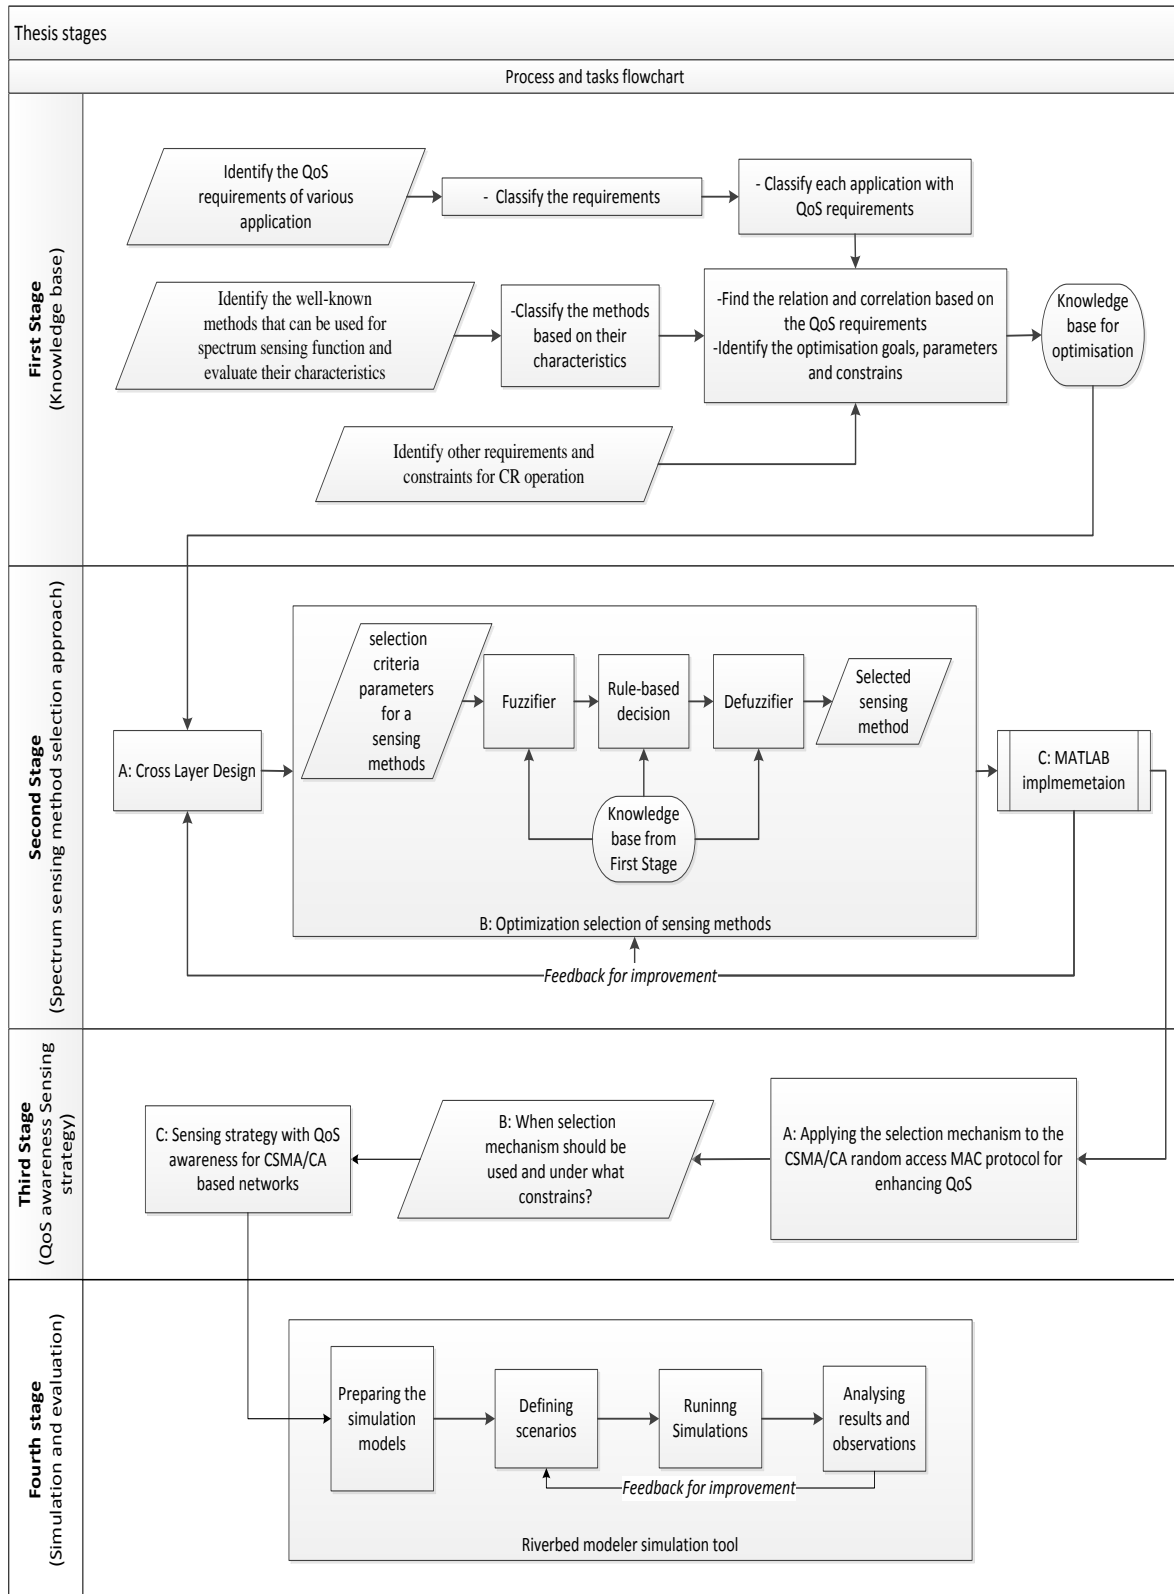 Thesis stages
Process and tasks flowchart
First Stage
(Knowledge base)
Identify the QoS
requirements of various
application
- Classify the requirements
- Classify each application with
QoS requirements
Identify the well-known
methods that can be used for
spectrum sensing function and
evaluate their characteristics
-Classify the methods
based on their
characteristics
-Find the relation and correlation based on
the QoS requirements
-Identify the optimisation goals, parameters
and constrains
Knowledge
base for
optimisation
Identify other requirements and
constraints for CR operation
Second Stage
(Spectrum sensing method selection approach)
A: Cross Layer Design
selection
criteria
parameters
for a
sensing
methods
Fuzzifier
Rule-based
decision
Defuzzifier
Selected
sensing
method
Knowledge
base from
First Stage
B: Optimization selection of sensing methods
C: MATLAB
implmemetaion
Feedback for improvement
Third Stage
(QoS awareness Sensing
strategy)
C: Sensing strategy with QoS
awareness for CSMA/CA
based networks
B: When selection
mechanism should be
used and under what
constrains?
A: Applying the selection mechanism to the
CSMA/CA random access MAC protocol for
enhancing QoS
Fourth stage
(Simulation and evaluation)
Preparing the
simulation
models
Defining
scenarios
Runinng
Simulations
Analysing
results and
observations
Feedback for improvement
Riverbed modeler simulation tool